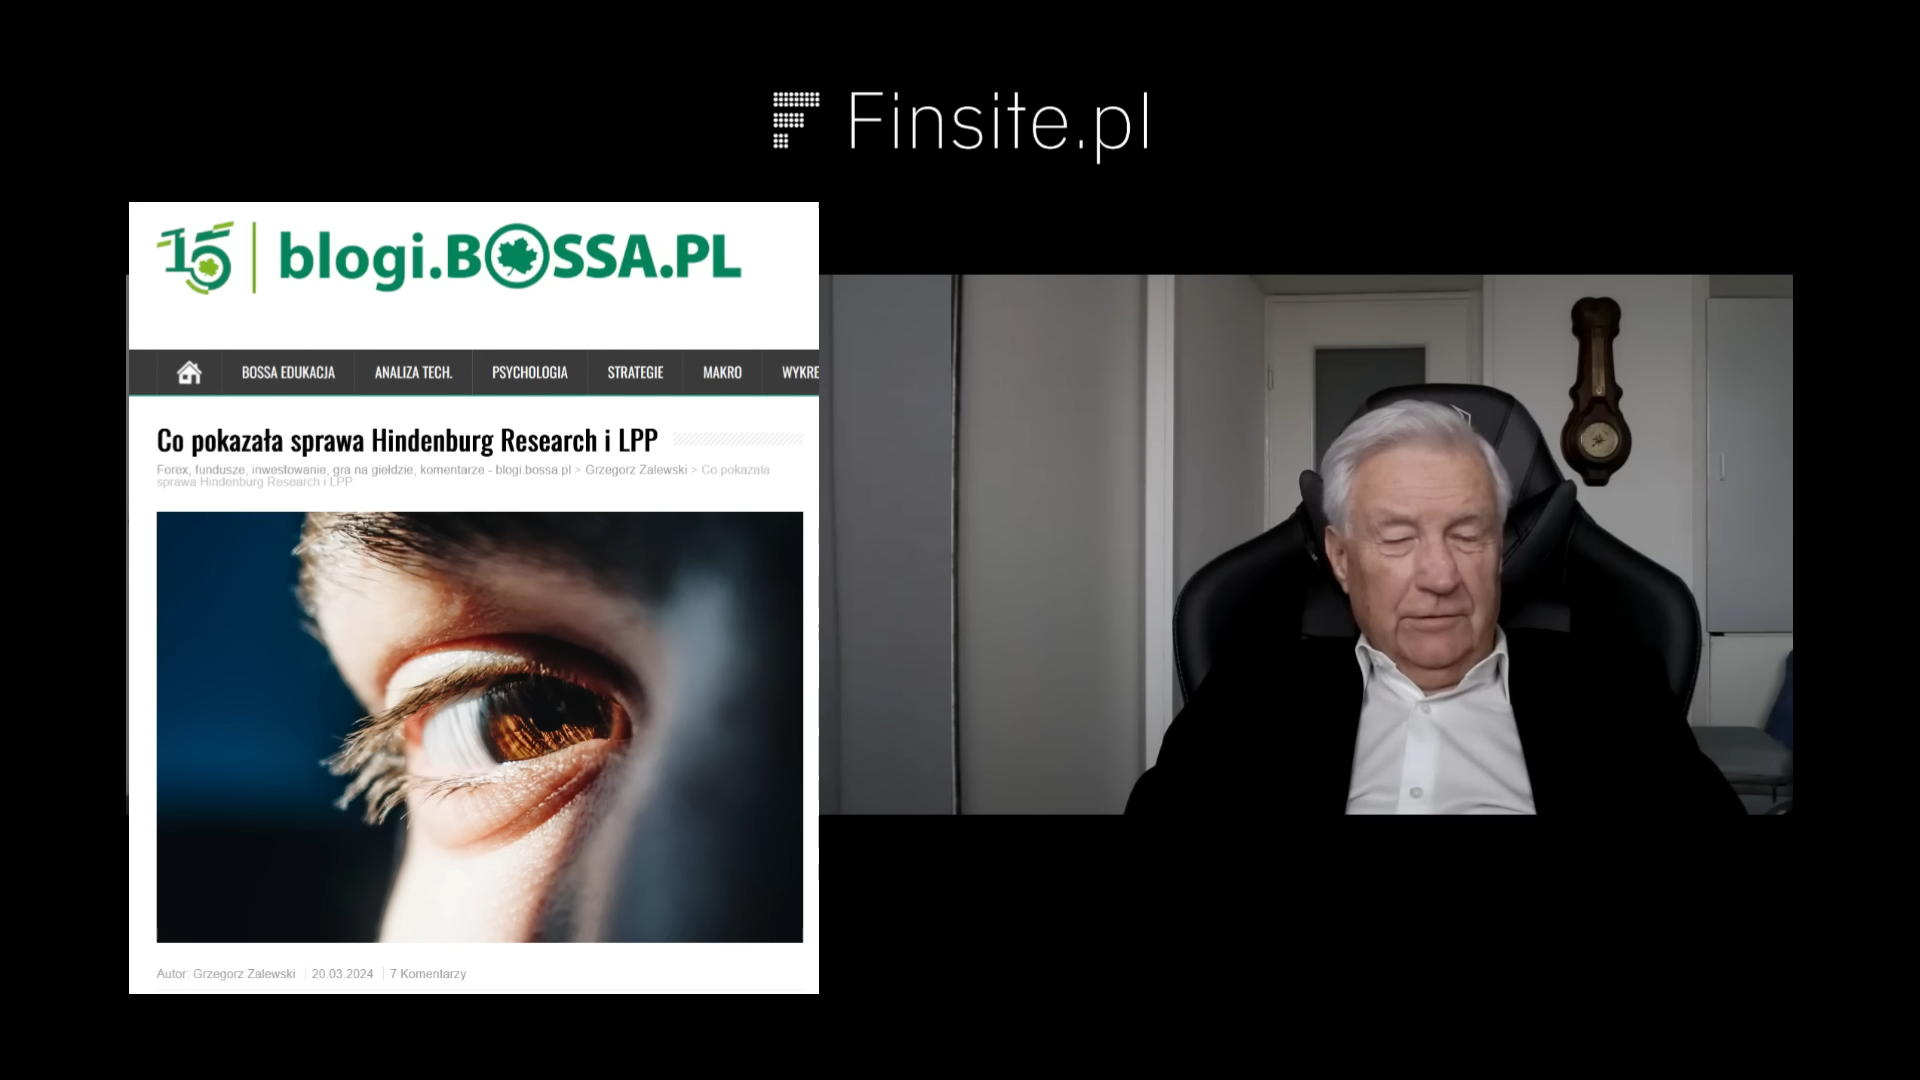 Finsite.pl
15 blogi.BOSSA.PL
BOSSA EDUKACJA ANALIZA TECH. PSYCHOLOGIA STRATEGIE MAKRO WYKRE
Co pokazała sprawa Hindenburg Research i LPP
Forex, fundusze, inwestowanie, gra na giełdzie, komentarze - blogi.bossa.pl > Grzegorz Zalewski > Co pokazała
sprawa Hindenburg Research i LPP
Autor: Grzegorz Zalewski 20.03.2024 7 Komentarzy